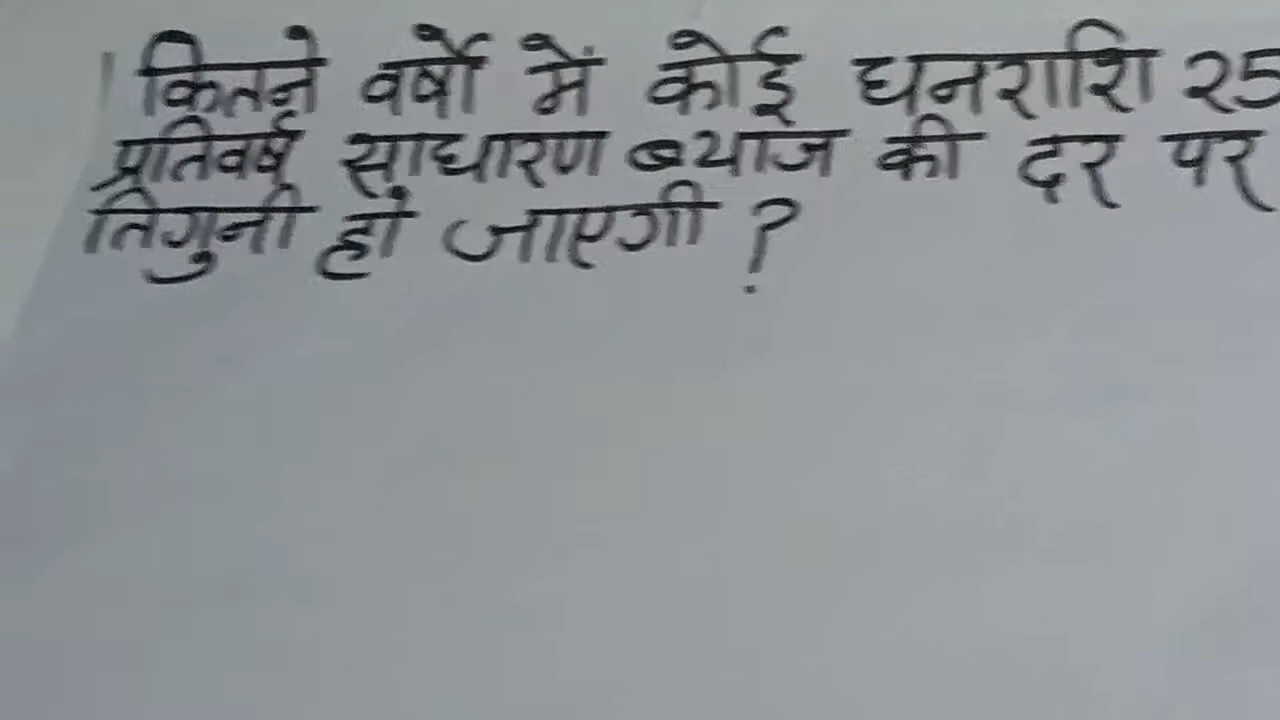 कितने वर्षो में कोई धनराशि 25
प्रतिवर्ष साधारण ब्याज की दर पर
तिगुनी हो जाएगी ?